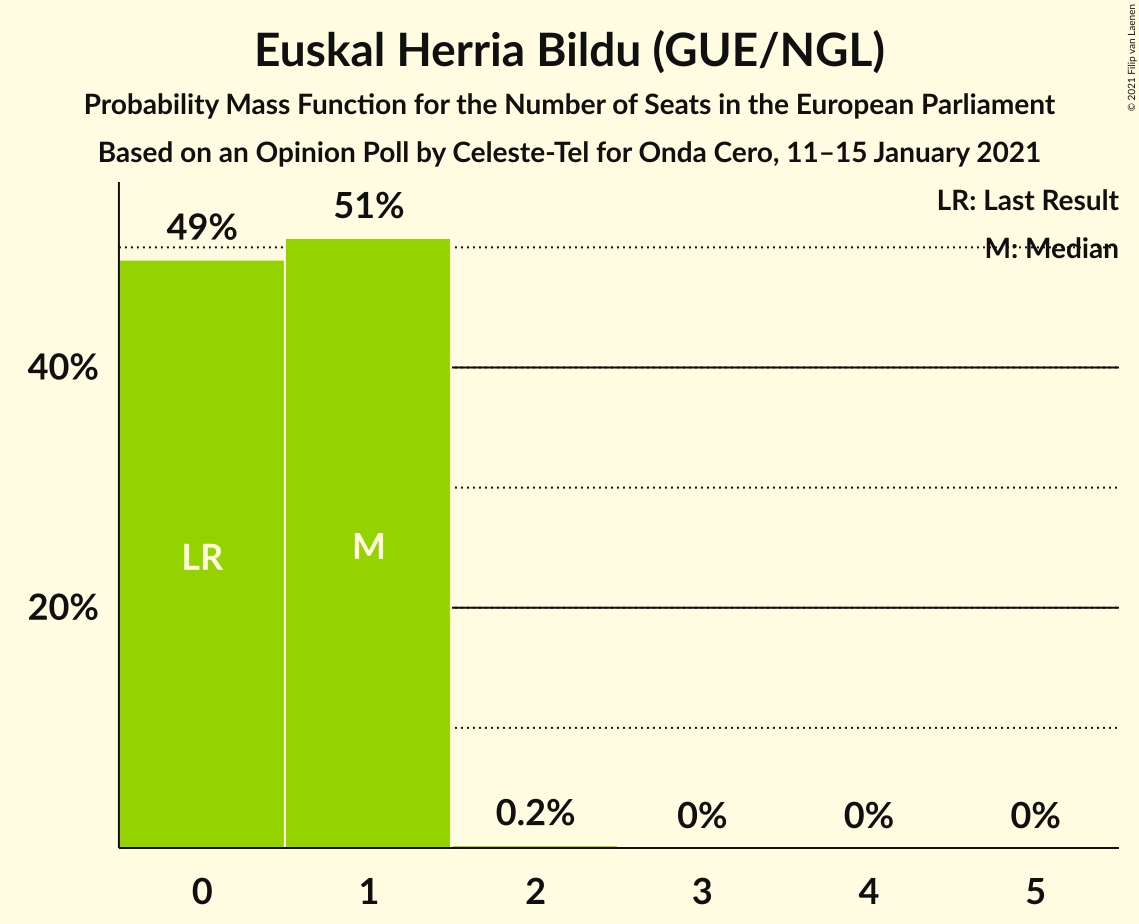 Euskal Herria Bildu (GUE/NGL)
Probability Mass Function for the Number of Seats in the European Parliament
Based on an Opinion Poll by Celeste-Tel for Onda Cero, 11–15 January 2021
© 2021 Filip van Laenen
LR: Last Result
M: Median
49%
51%
40%
LR
M
20%
0.2%
0%
0%
0%
0
1
2
3
4
5